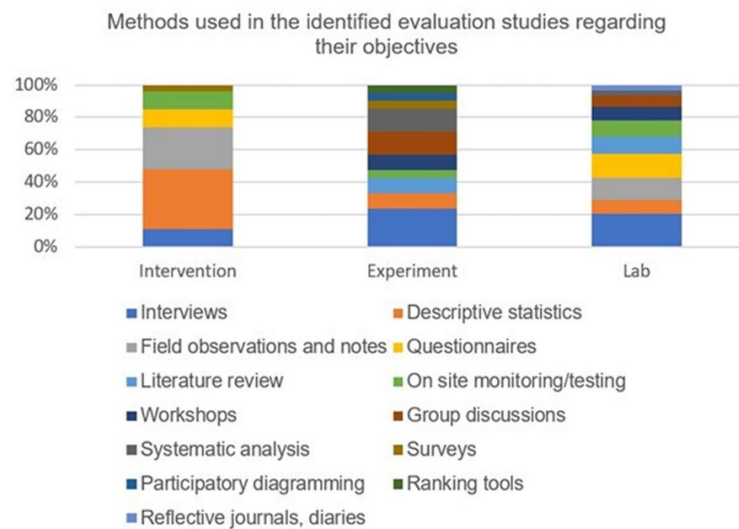 Methods used in the identified evaluation studies regarding
their objectives
100%
80%
60%
40%
20%
0%
Intervention Experiment Lab
Interviews Descriptive statistics
Field observations and notes Questionnaires
Literature review On site monitoring/testing
Workshops Group discussions
Systematic analysis Surveys
Participatory diagramming Ranking tools
Reflective journals, diaries